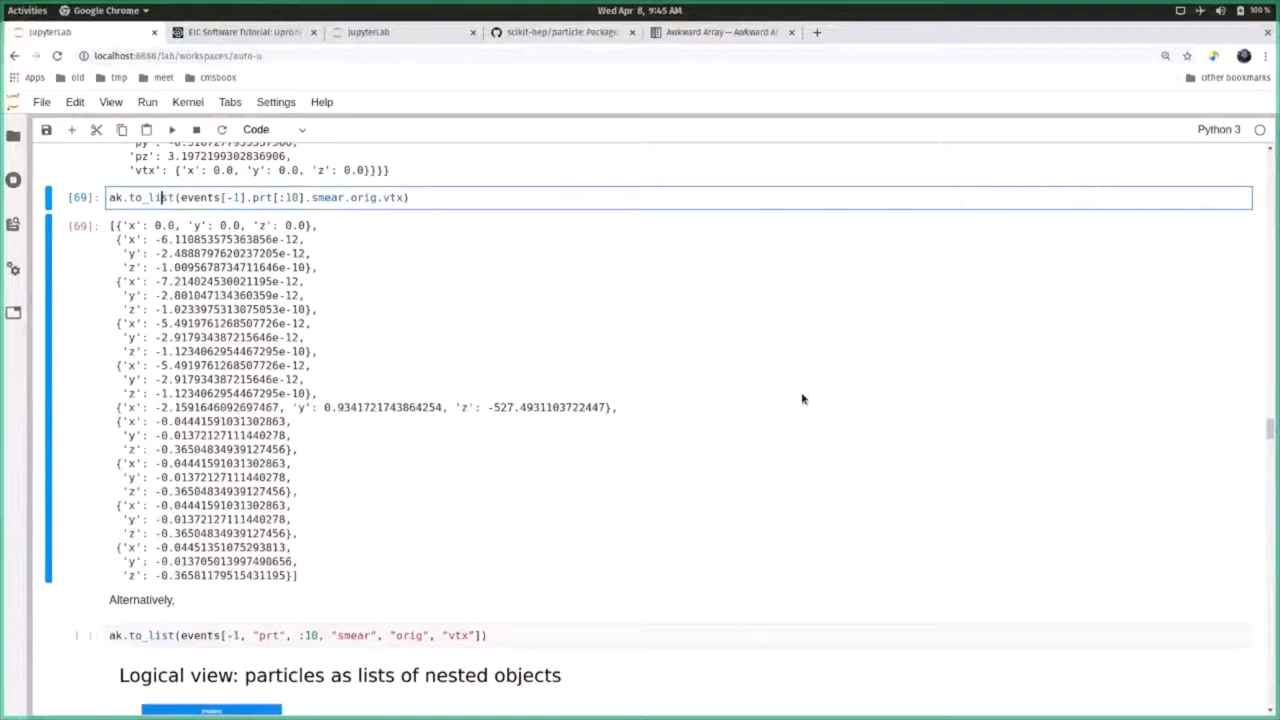 Activities
Google Chrome
Wed Apr 8, 9:45 AM
100 %
JupyterLab
EIC Software Tutorial: uproo
JupyterLab
scikit-hep/particle: Package
Awkward Array — Awkward A
localhost:8888/lab/workspaces/auto-u
Apps
old
tmp
meet
cmsbook
Other bookmarks
File Edit View Run Kernel Tabs Settings Help
Code
Python 3
'pz': 3.1972199302836906,
'vtx': {'x': 0.0, 'y': 0.0, 'z': 0.0}}}}
[69]: ak.to_list(events[-1].prt[:10].smear.orig.vtx)
[69]: [{'x': 0.0, 'y': 0.0, 'z': 0.0},
{'x': -6.110853575363856e-12,
'y': -2.4888797620237205e-12,
'z': -1.0095678734711646e-10},
{'x': -7.214024530021195e-12,
'y': -2.801047134360359e-12,
'z': -1.0233975313075053e-10},
{'x': -5.4919761268507726e-12,
'y': -2.917934387215646e-12,
'z': -1.1234062954467295e-10},
{'x': -5.4919761268507726e-12,
'y': -2.917934387215646e-12,
'z': -1.1234062954467295e-10},
{'x': -2.1591646092697467, 'y': 0.9341721743864254, 'z': -527.4931103722447},
{'x': -0.04441591031302863,
'y': -0.01372127111440278,
'z': -0.36504834939127456},
{'x': -0.04441591031302863,
'y': -0.01372127111440278,
'z': -0.36504834939127456},
{'x': -0.04441591031302863,
'y': -0.01372127111440278,
'z': -0.36504834939127456},
{'x': -0.04451351075293813,
'y': -0.013705013997490656,
'z': -0.36581179515431195}]
Alternatively,
[ ]: ak.to_list(events[-1, "prt", :10, "smear", "orig", "vtx"])
Logical view: particles as lists of nested objects